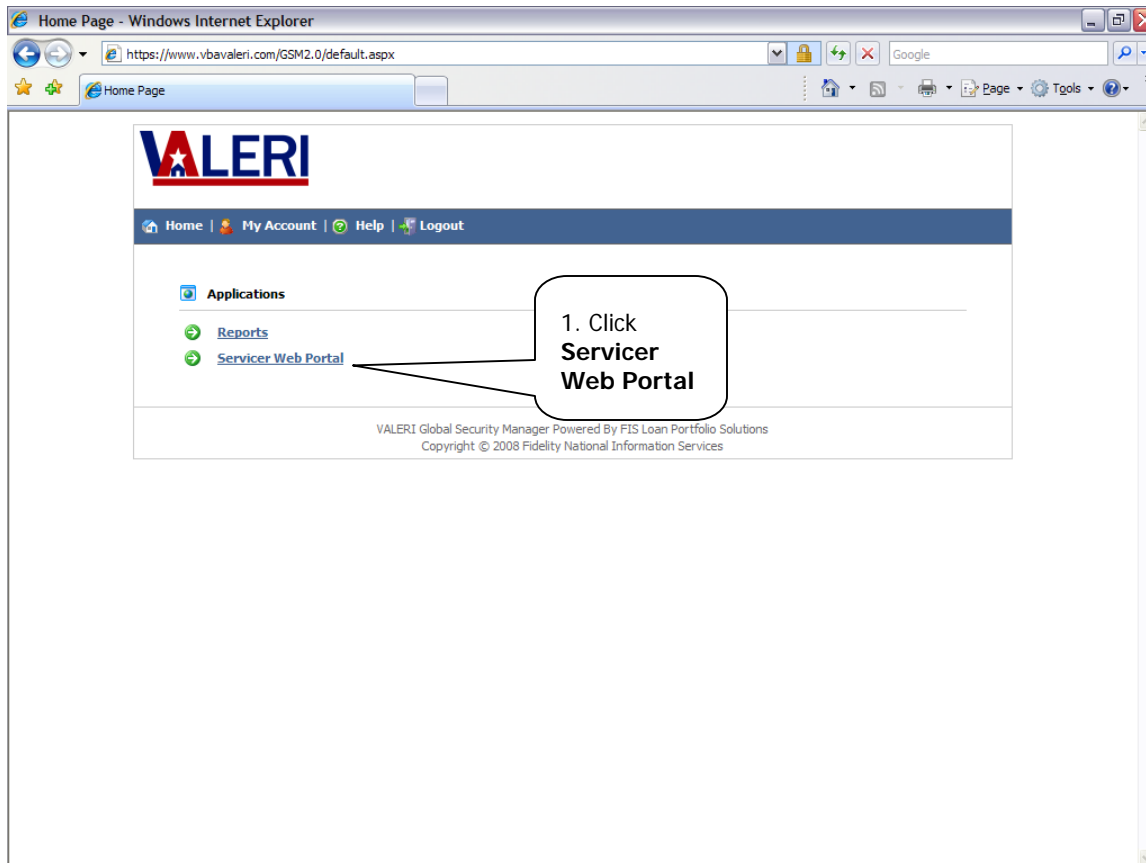 Home Page - Windows Internet Explorer
https://www.vbavaleri.com/GSM2.0/default.aspx
Google
Home Page
Page
Tools
VALERI
Home | My Account | Help | Logout
Applications
Reports
Servicer Web Portal
1. Click
Servicer
Web Portal
VALERI Global Security Manager Powered By FIS Loan Portfolio Solutions
Copyright © 2008 Fidelity National Information Services